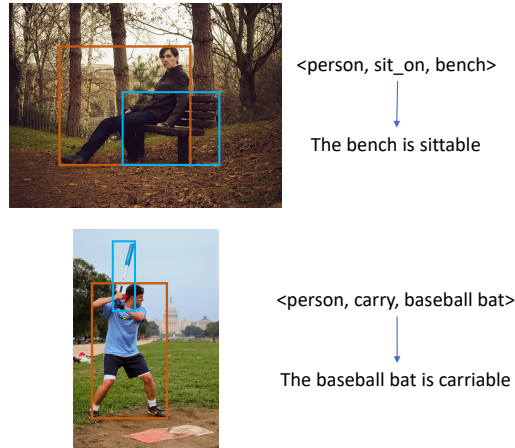 <person, sit_on, bench>
The bench is sittable
<person, carry, baseball bat>
The baseball bat is carriable